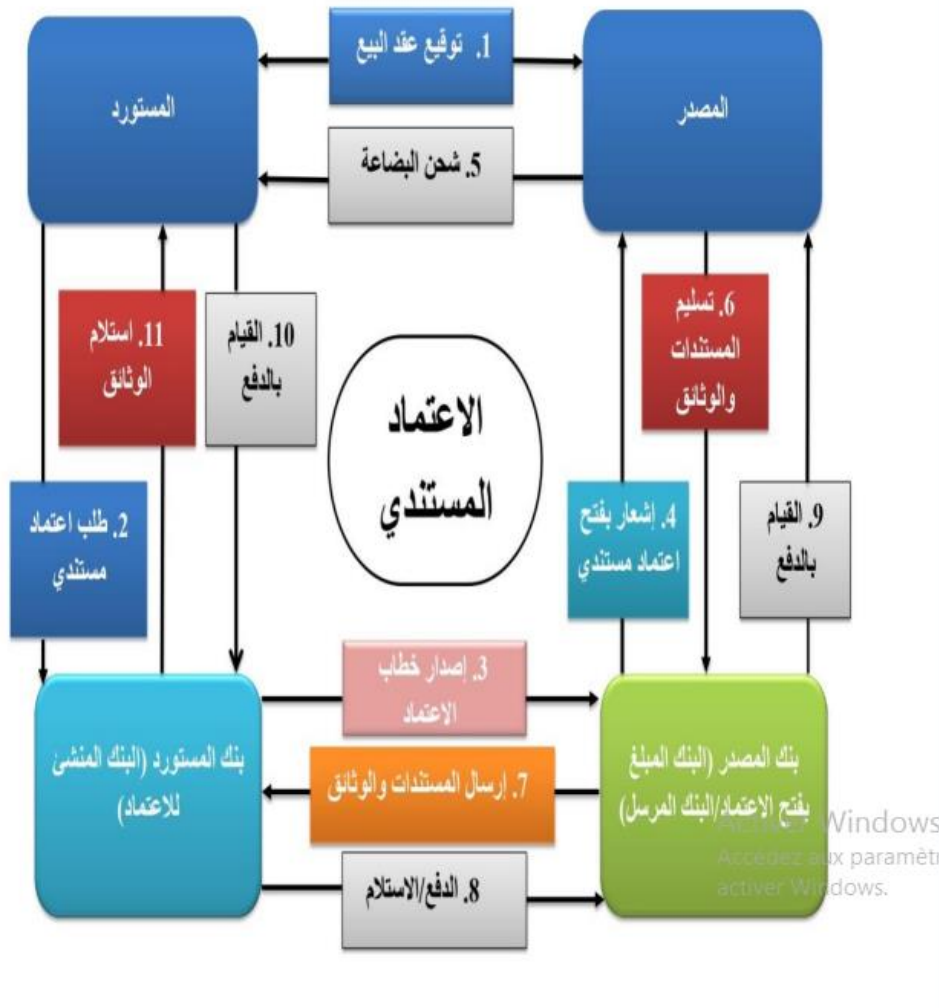 1. توقيع عقد البيع
المصدر
المستورد
5. شحن البضاعة
6. تسليم
المستندات
والوثائق
10. القيام
بالدفع
11. استلام
الوثائق
الاعتماد
المستندي
9. القيام
بالدفع
4. إشعار بفتح
اعتماد مستندي
2. طلب اعتماد
مستندي
3. إصدار خطاب
الاعتماد
بنك المصدر (البنك المبلغ
بفتح الاعتماد/البنك المرسل)
7. إرسال المستندات والوثائق
بنك المستورد (البنك المنشئ
للاعتماد)
8. الدفع/الاستلام
Windows
Accédez aux paramètr
activer Windows.